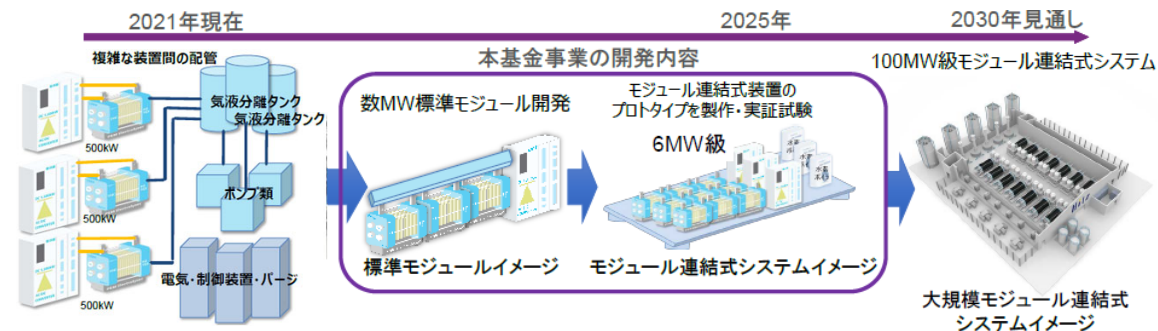 2021年現在
2025年
2030年見通し
複雑な装置間の配管
気液分離タンク
気液分離タンク
500kW
ポンプ類
500kW
500kW
電気・制御装置・パージ
本基金事業の開発内容
数MW標準モジュール開発
標準モジュールイメージ
モジュール連結式装置の
プロトタイプを製作・実証試験
6MW級
モジュール連結式システムイメージ
100MW級モジュール連結式システム
大規模モジュール連結式
システムイメージ